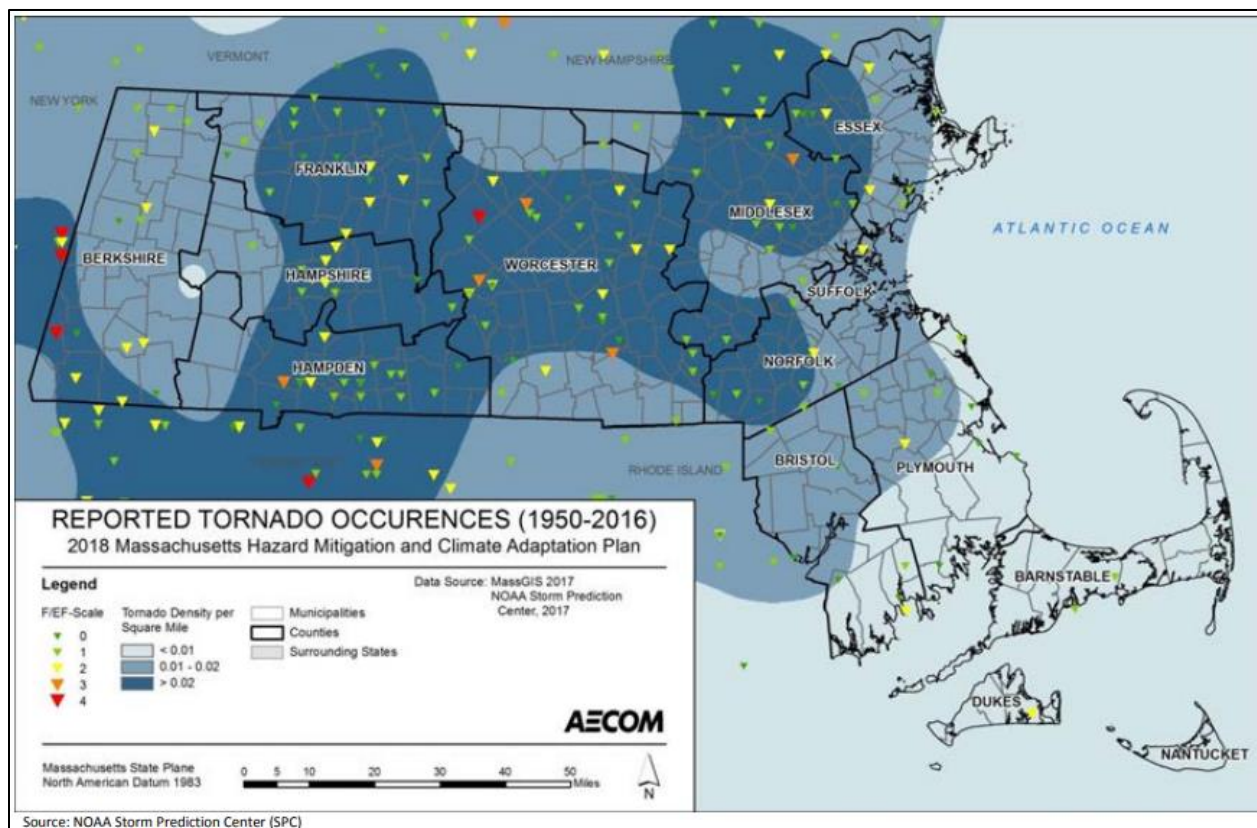 VERMONT
NEW HAMPSHIRE
NEW YORK
ESSEX
FRANKLIN
MIDDLESEX
ATLANTIC OCEAN
BERKSHIRE
HAMPSHIRE
WORCESTER
SUFFOLK
HAMPDEN
NORFOLK
RHODE ISLAND
BRISTOL
PLYMOUTH
BARNSTABLE
DUKES
NANTUCKET
REPORTED TORNADO OCCURENCES (1950-2016)
2018 Massachusetts Hazard Mitigation and Climate Adaptation Plan
Legend
Data Source: MassGIS 2017
NOAA Storm Prediction
Center, 2017
F/EF-Scale
0
1
2
3
4
Tornado Density per
Square Mile
< 0.01
0.01 - 0.02
> 0.02
Municipalities
Counties
Surrounding States
AECOM
Massachusetts State Plane
North American Datum 1983
0 5 10 20 30 40 50
Miles
N
Source: NOAA Storm Prediction Center (SPC)